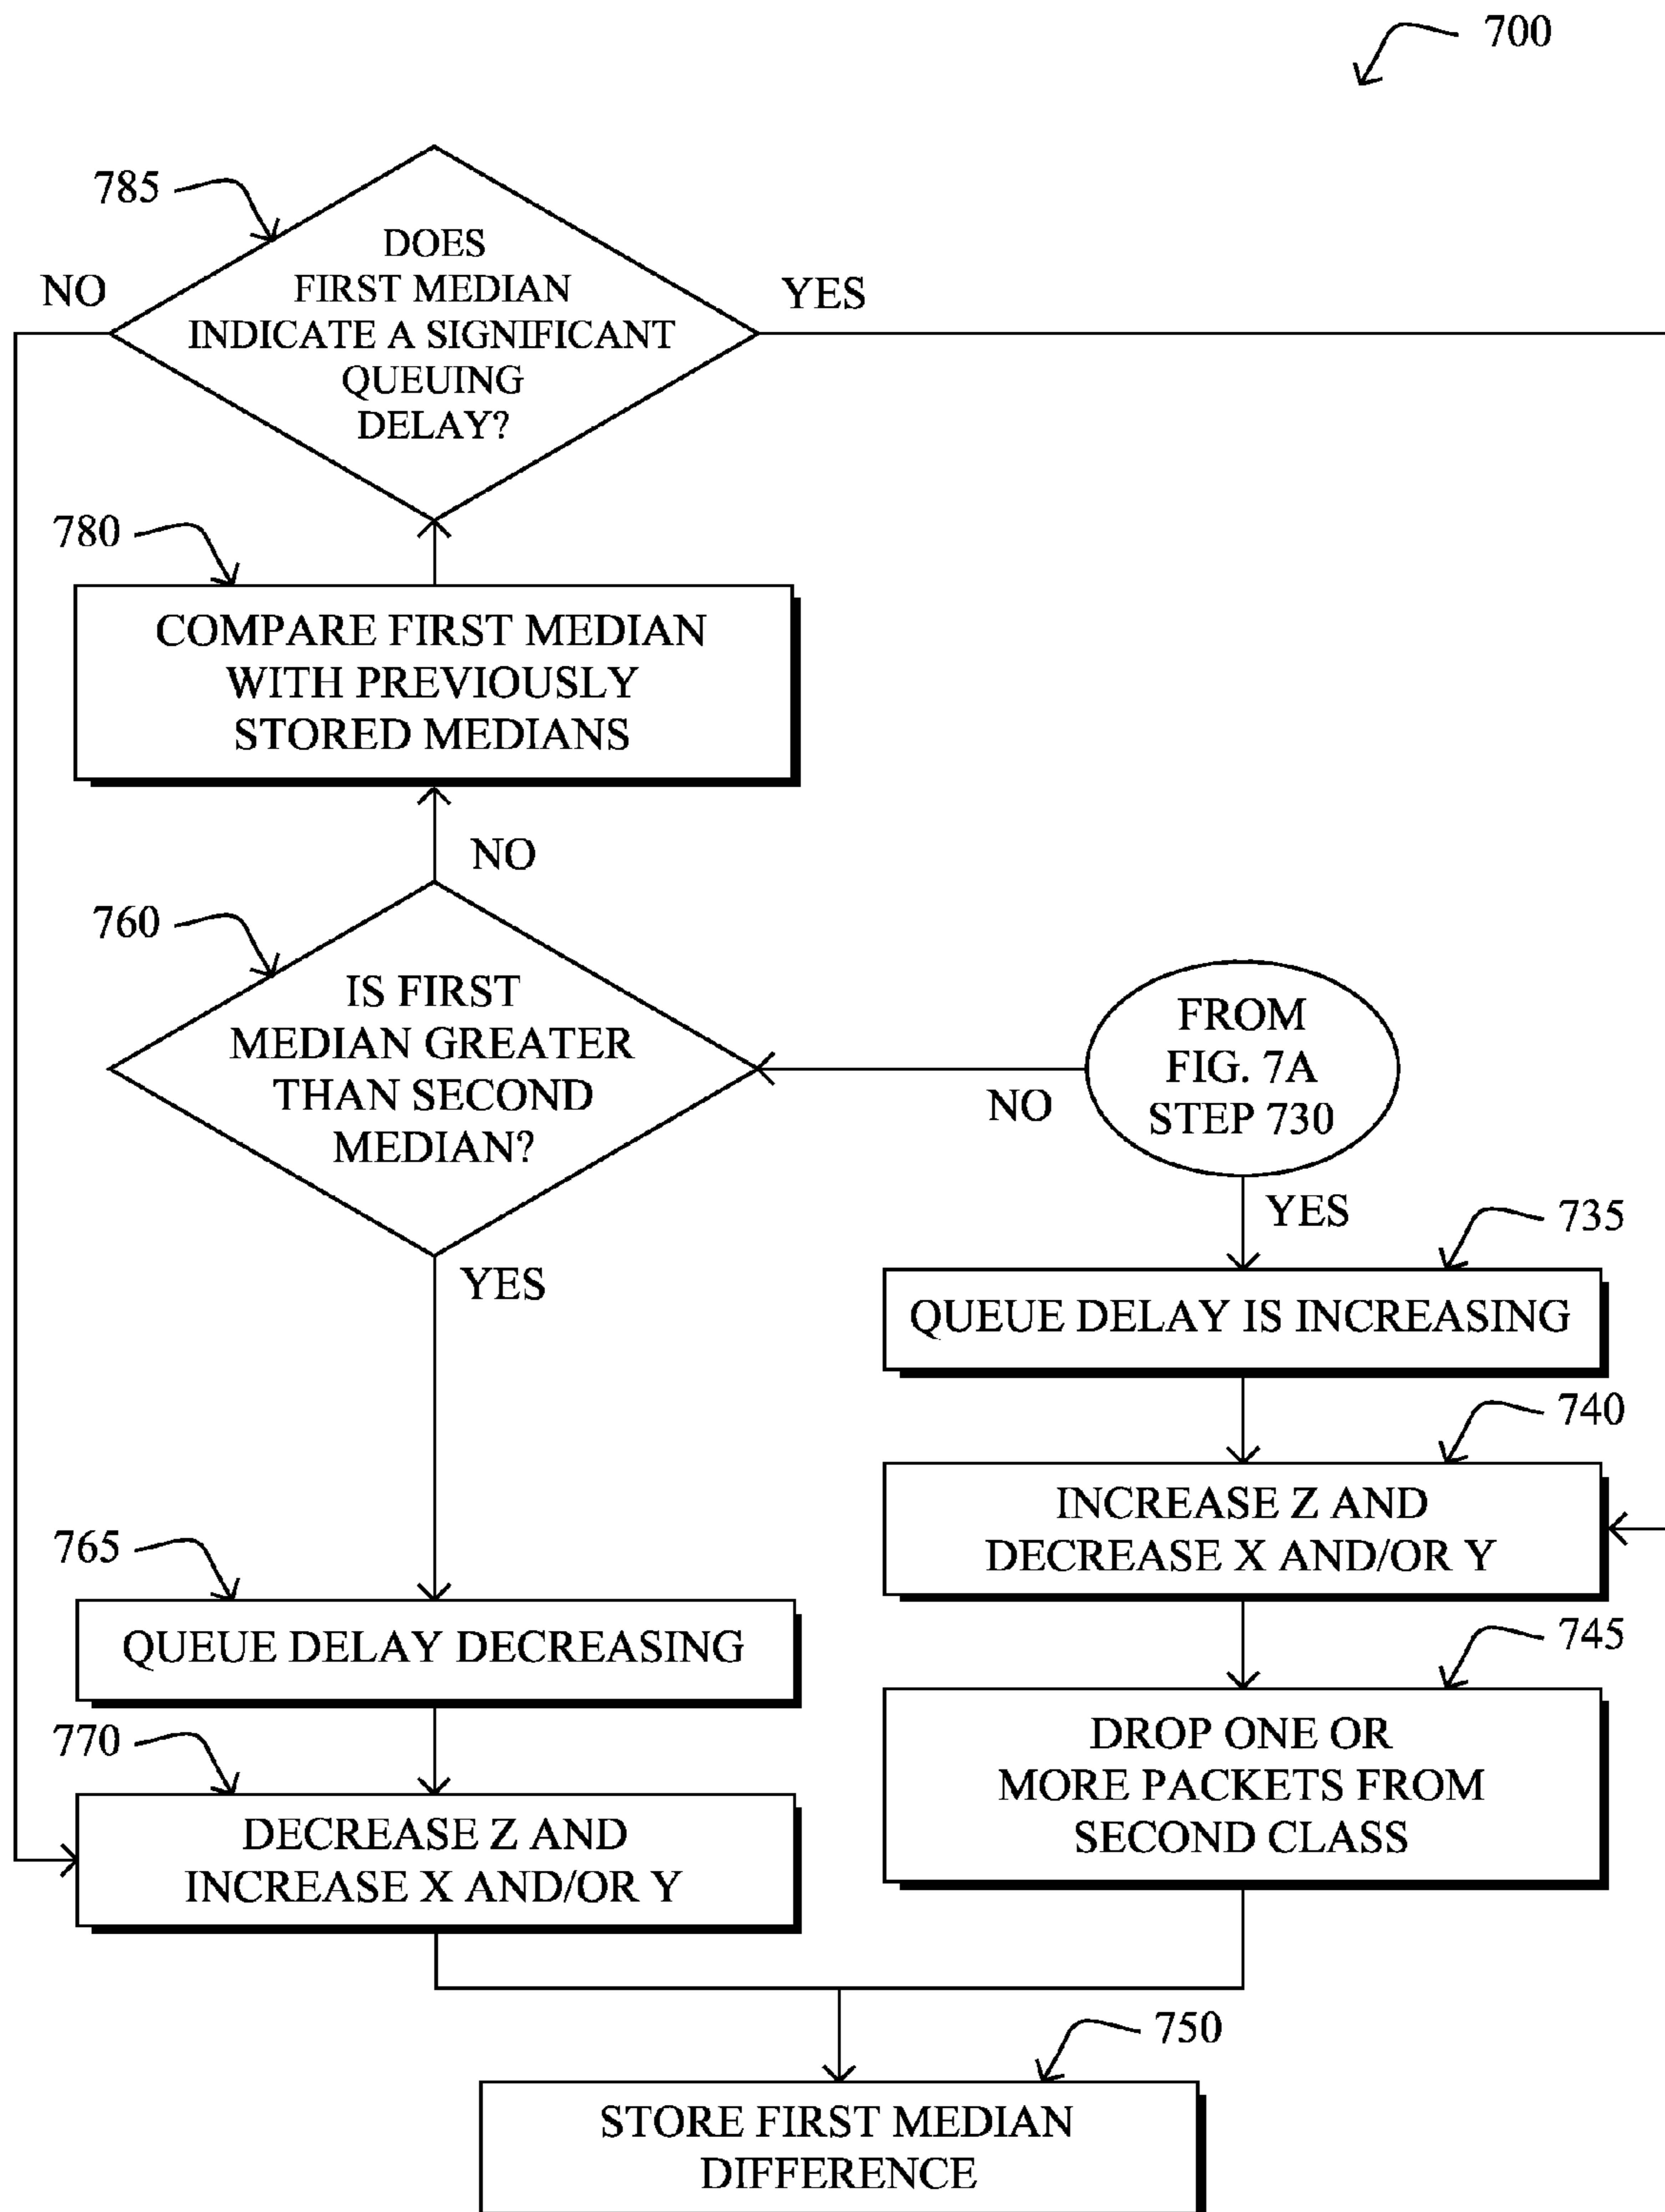 700
785
DOES
FIRST MEDIAN
INDICATE A SIGNIFICANT
QUEUING
DELAY?
NO
YES
780
COMPARE FIRST MEDIAN
WITH PREVIOUSLY
STORED MEDIANS
NO
760
IS FIRST
MEDIAN GREATER
THAN SECOND
MEDIAN?
FROM
FIG. 7A
STEP 730
NO
YES
YES
735
QUEUE DELAY IS INCREASING
740
INCREASE Z AND
DECREASE X AND/OR Y
765
QUEUE DELAY DECREASING
745
DROP ONE OR
MORE PACKETS FROM
SECOND CLASS
770
DECREASE Z AND
INCREASE X AND/OR Y
750
STORE FIRST MEDIAN
DIFFERENCE